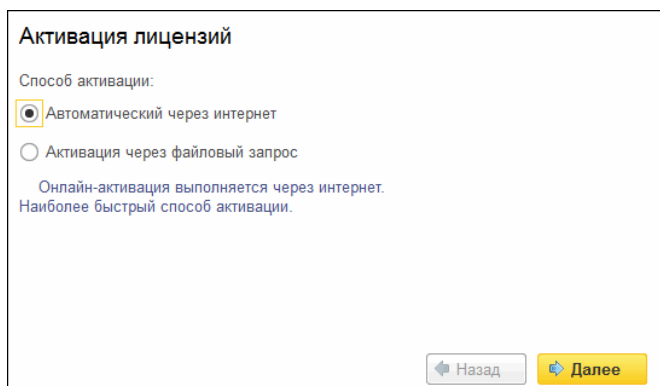 Активация лицензий
Способ активации:
Автоматический через интернет
Активация через файловый запрос
Онлайн-активация выполняется через интернет.
Наиболее быстрый способ активации.
Назад Далее